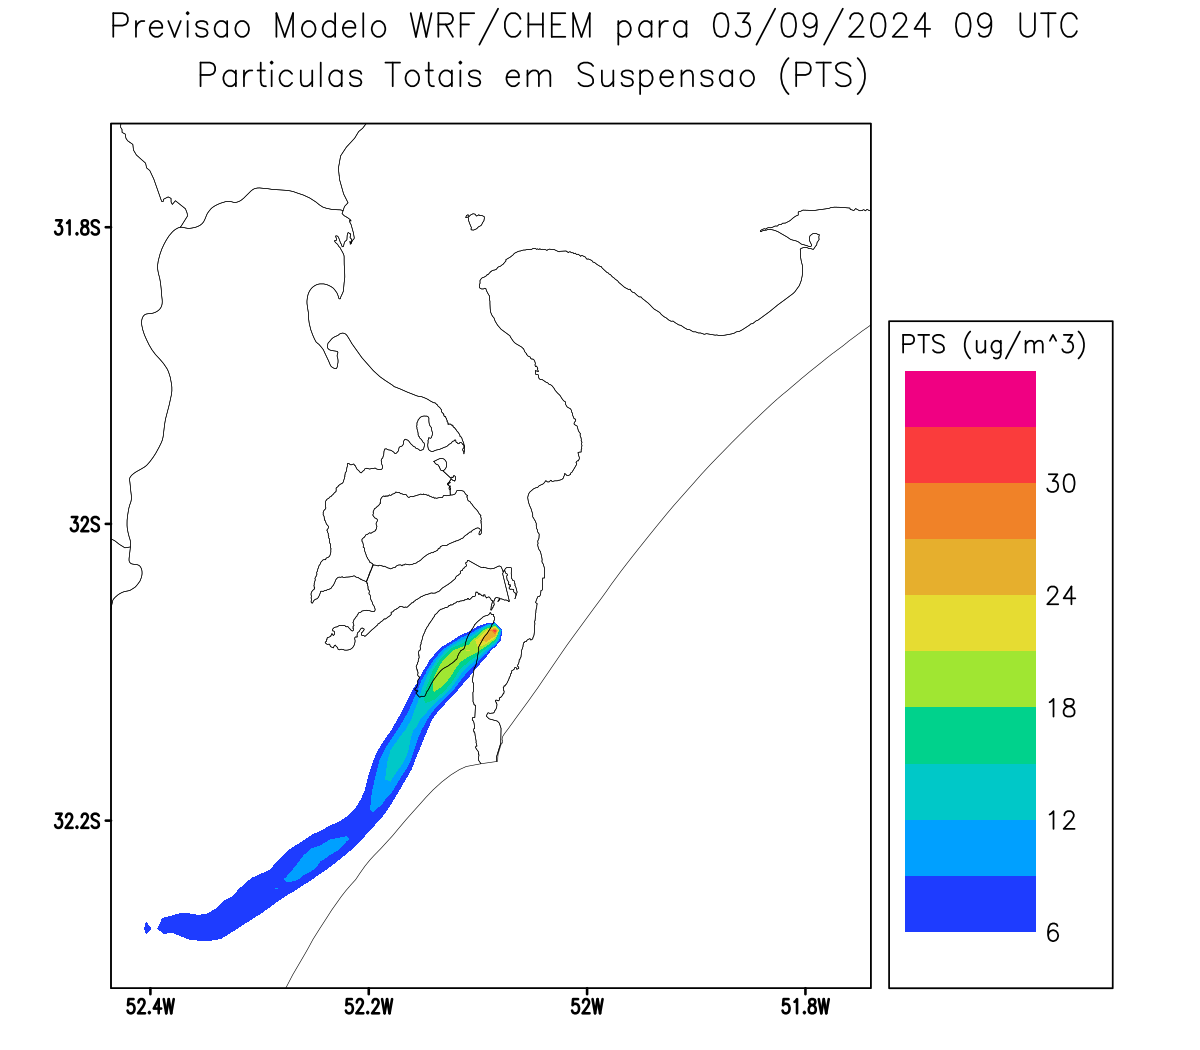 Previsao Modelo WRF/CHEM para 03/09/2024 09 UTC
Particulas Totais em Suspensao (PTS)
31.8S
32S
32.2S
52.4W
52.2W
52W
51.8W
PTS (ug/m^3)
30
24
18
12
6